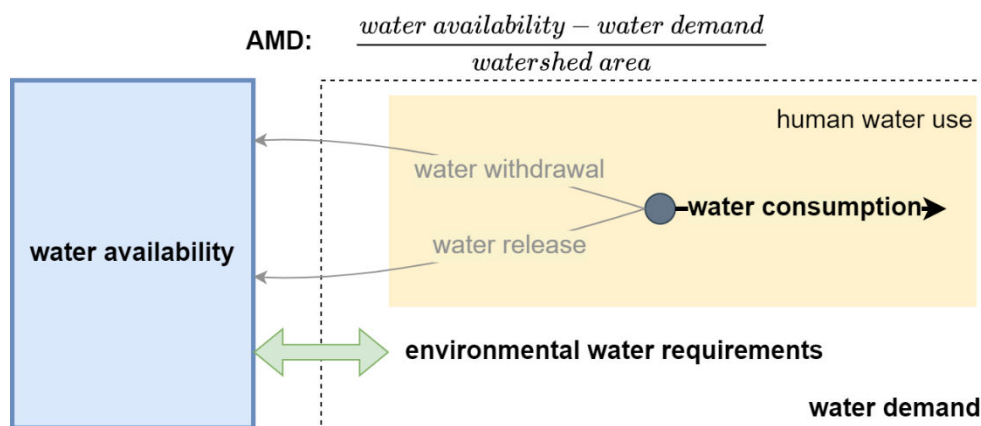 AMD:
water availability − water demand
watershed area
human water use
water withdrawal
water consumption
water release
water availability
environmental water requirements
water demand